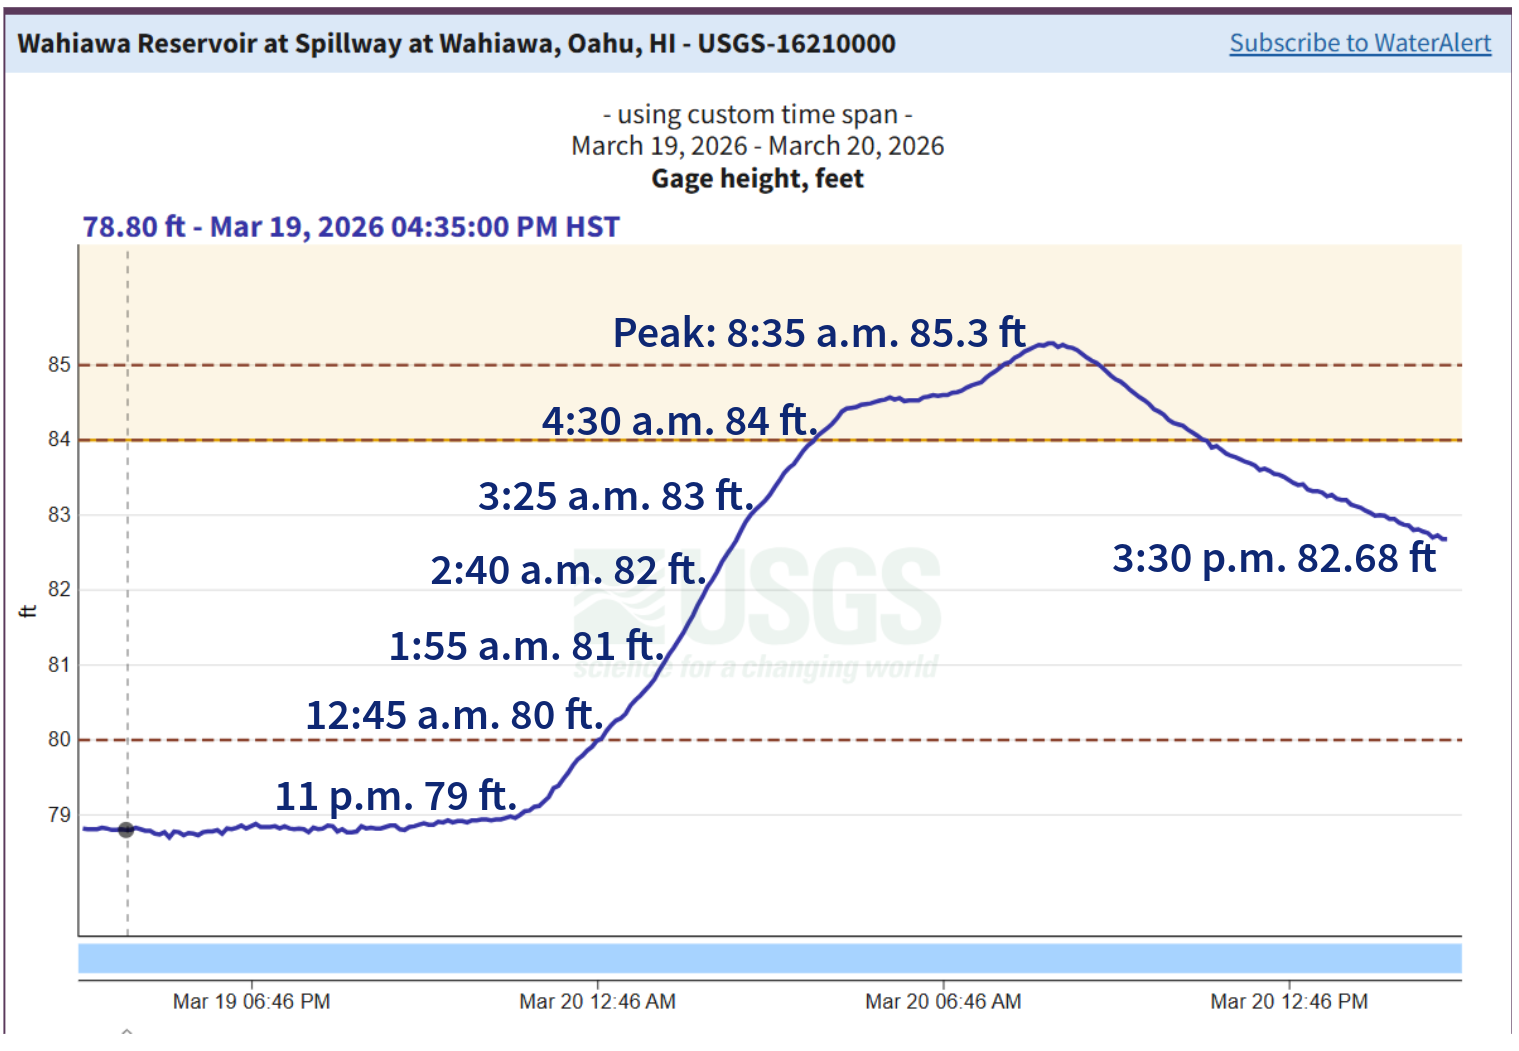 Wahiawa Reservoir at Spillway at Wahiawa, Oahu, HI - USGS-16210000
Subscribe to WaterAlert
- using custom time span -
March 19, 2026 - March 20, 2026
Gage height, feet
78.80 ft - Mar 19, 2026 04:35:00 PM HST
Peak: 8:35 a.m. 85.3 ft
85
4:30 a.m. 84 ft.
84
3:25 a.m. 83 ft.
83
3:30 p.m. 82.68 ft
2:40 a.m. 82 ft.
82
ft
USGS
science for a changing world
1:55 a.m. 81 ft.
81
12:45 a.m. 80 ft.
80
11 p.m. 79 ft.
79
Mar 19 06:46 PM
Mar 20 12:46 AM
Mar 20 06:46 AM
Mar 20 12:46 PM